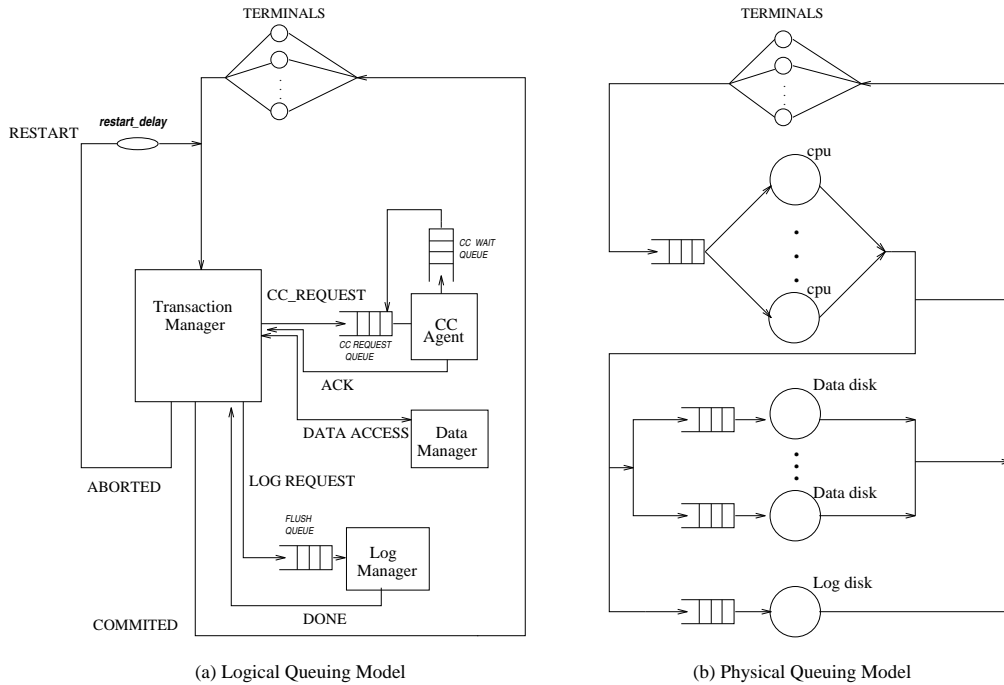 TERMINALS
restart_delay
RESTART
CC WAIT
QUEUE
Transaction
Manager
CC_REQUEST
CC
Agent
CC REQUEST
QUEUE
ACK
DATA ACCESS
Data
Manager
ABORTED
LOG REQUEST
FLUSH
QUEUE
Log
Manager
DONE
COMMITED
(a) Logical Queuing Model
TERMINALS
cpu
cpu
Data disk
Data disk
Log disk
(b) Physical Queuing Model